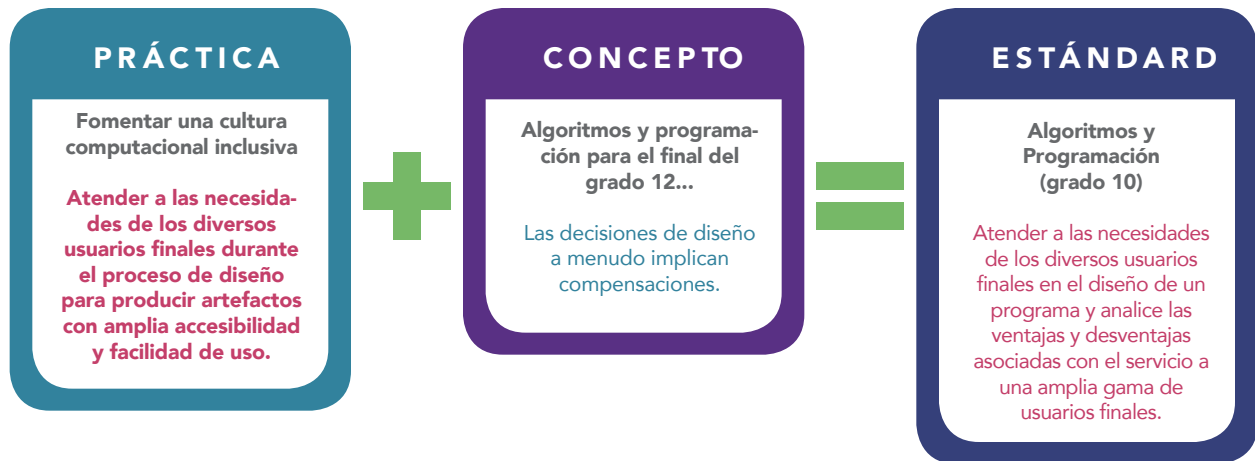 PRÁCTICA
Fomentar una cultura
computacional inclusiva
Atender a las necesida-
des de los diversos
usuarios finales durante
el proceso de diseño
para producir artefactos
con amplia accesibilidad
y facilidad de uso.
CONCEPTO
Algoritmos y programa-
ción para el final del
grado 12...
Las decisiones de diseño
a menudo implican
compensaciones.
ESTÁNDARD
Algoritmos y
Programación
(grado 10)
Atender a las necesidades
de los diversos usuarios
finales en el diseño de un
programa y analice las
ventajas y desventajas
asociadas con el servicio a
una amplia gama de
usuarios finales.